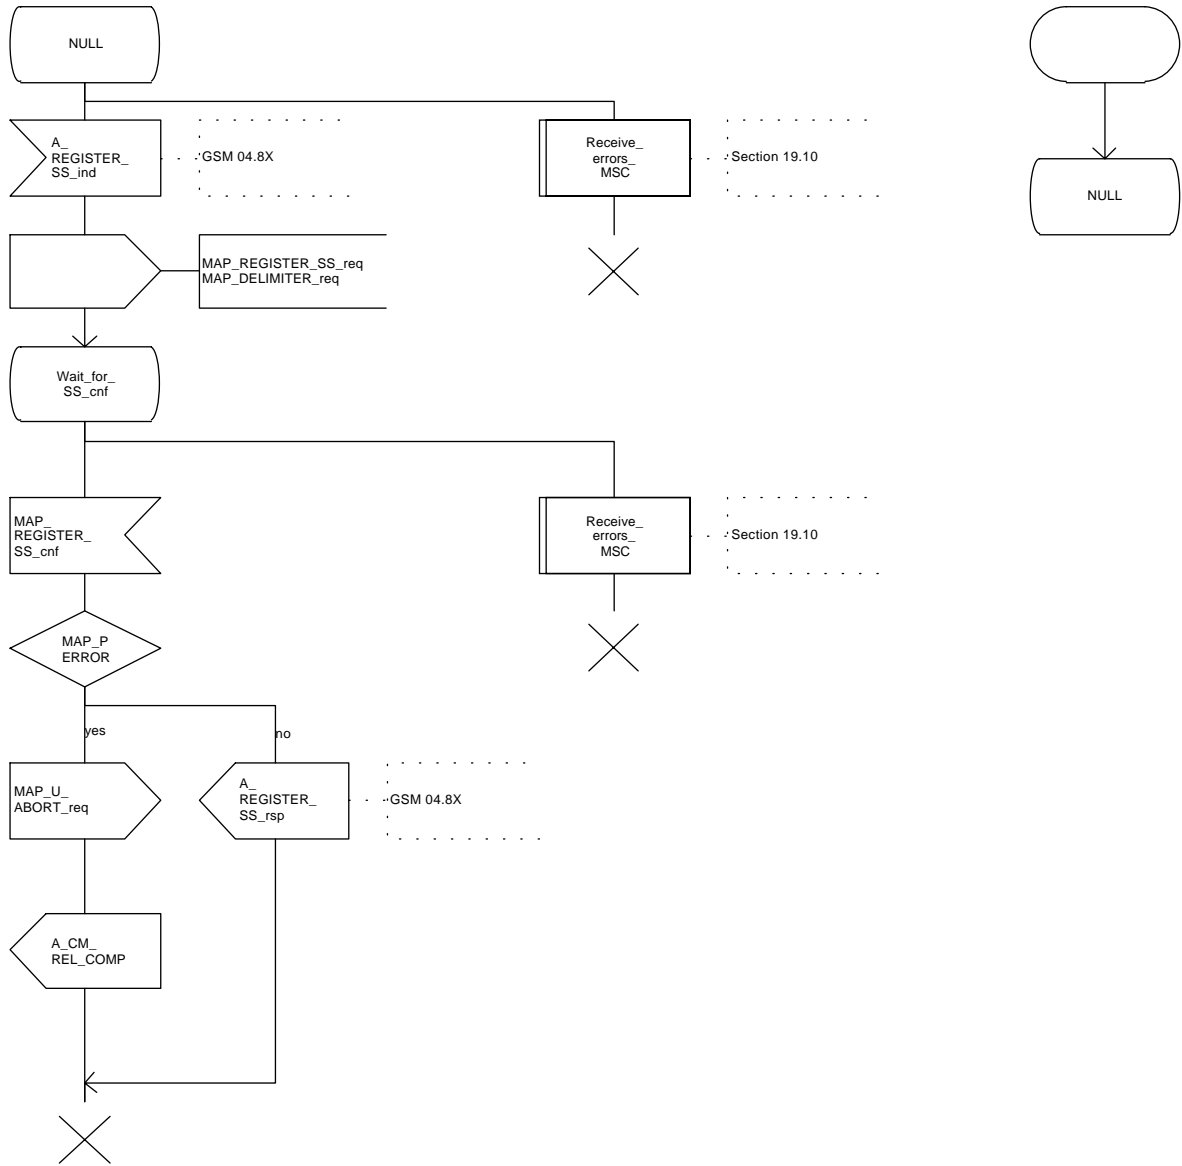 NULL
A_
REGISTER_
SS_ind
GSM 04.8X
Receive_
errors_
MSC
Section 19.10
NULL
MAP_REGISTER_SS_req
MAP_DELIMITER_req
Wait_for_
SS_cnf
MAP_
REGISTER_
SS_cnf
Receive_
errors_
MSC
Section 19.10
MAP_P
ERROR
yes
no
MAP_U_
ABORT_req
A_
REGISTER_
SS_rsp
GSM 04.8X
A_CM_
REL_COMP